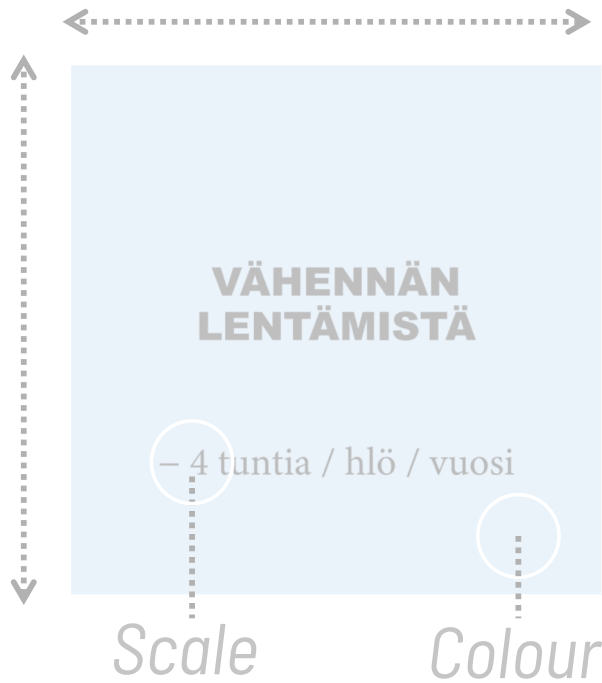 VÄHENNÄN
LENTÄMISTÄ
– 4 tuntia / hlö / vuosi
Scale
Colour